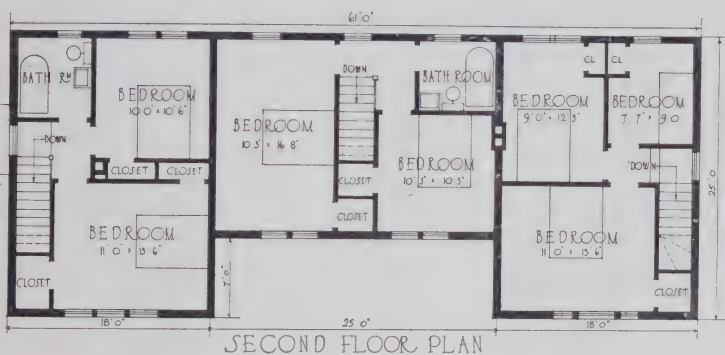 61'0"
BATH RM
BEDROOM
10'0" × 10'6"
DOWN
CLOSET
CLOSET
BEDROOM
11'0" × 13'6"
CLOSET
18'0"
BEDROOM
10'3" × 16'8"
DOWN
CLOSET
CLOSET
BATH ROOM
BEDROOM
10'3" × 10'3"
7'0"
25'0"
CL
CL
BEDROOM
9'0" × 12'3"
BEDROOM
7'7" × 9'0
DOWN
BEDROOM
11'0" × 13'6"
CLOSET
18'0"
25'0"
SECOND FLOOR PLAN